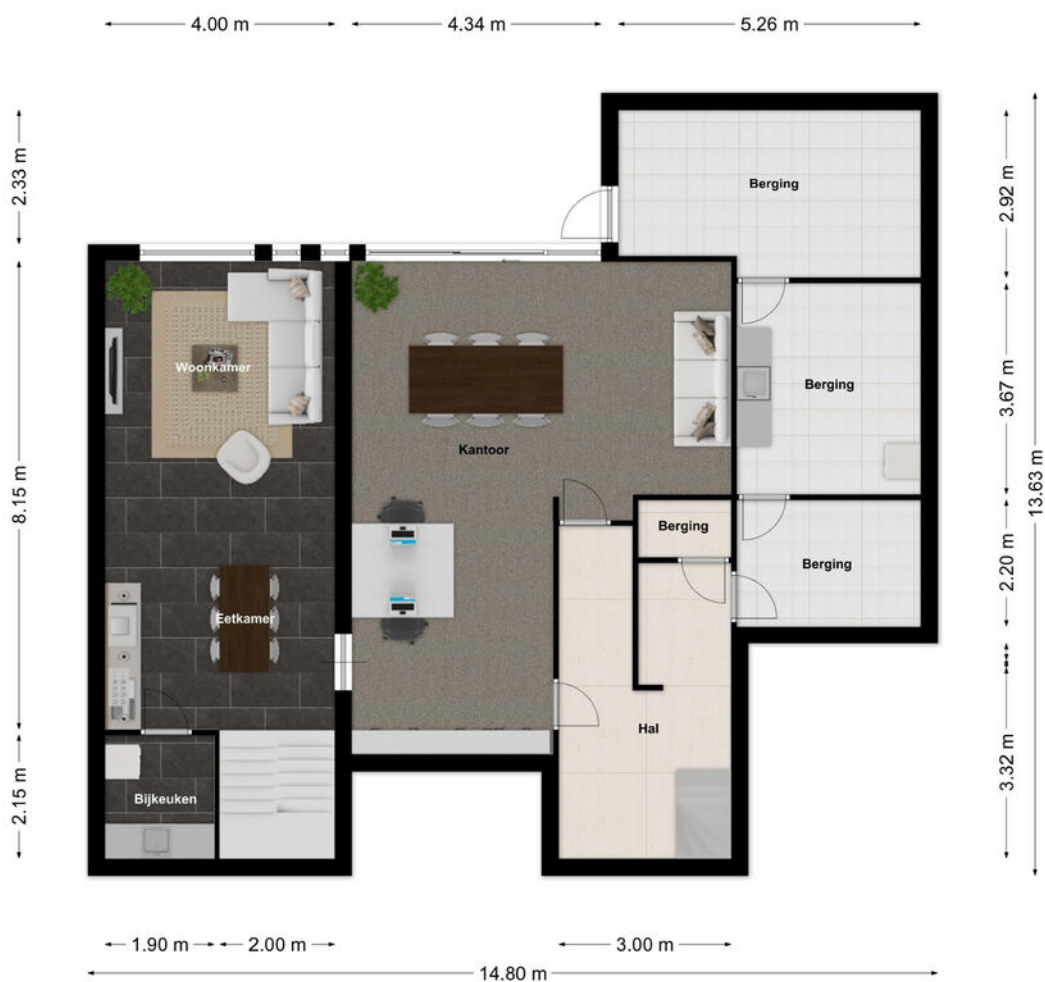 4.00 m
4.34 m
5.26 m
2.33 m
2.92 m
Berging
Woonkamer
Berging
3.67 m
Kantoor
8.15 m
13.63 m
Berging
Berging
2.20 m
Eetkamer
Hal
3.32 m
2.15 m
Bijkeuken
1.90 m
2.00 m
3.00 m
14.80 m